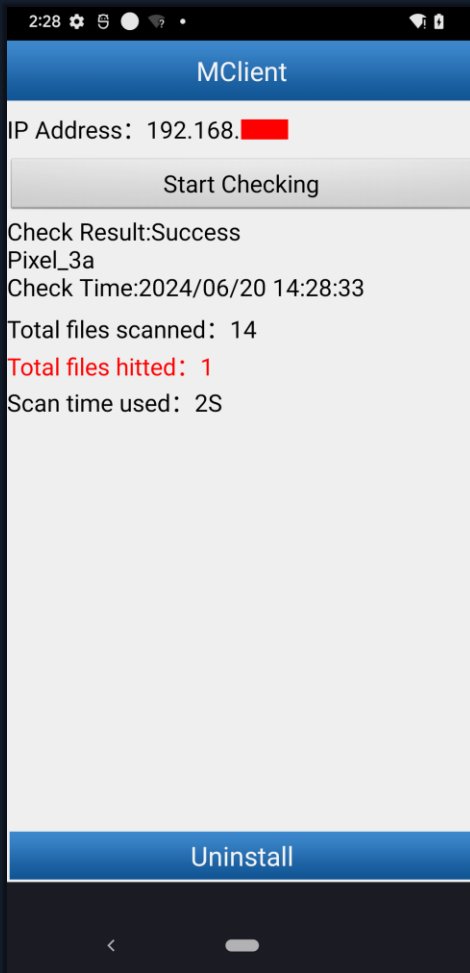 2:28
MClient
IP Address：192.168.
Start Checking
Check Result:Success
Pixel_3a
Check Time:2024/06/20 14:28:33
Total files scanned：14
Total files hitted：1
Scan time used：2S
Uninstall